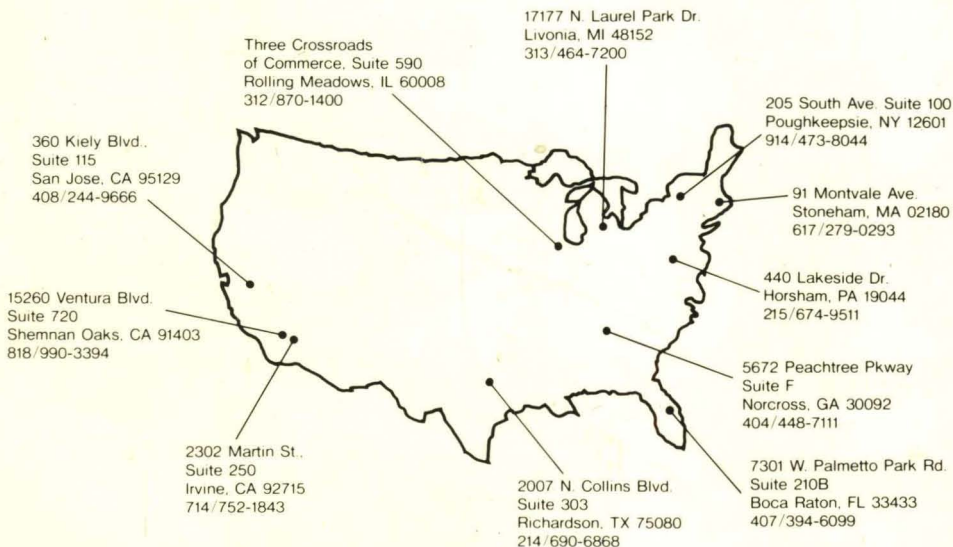 17177 N. Laurel Park Dr.
Livonia, MI 48152
313/464-7200
Three Crossroads
of Commerce, Suite 590
Rolling Meadows, IL 60008
312/870-1400
205 South Ave. Suite 100
Poughkeepsie, NY 12601
914/473-8044
360 Kiely Blvd.,
Suite 115
San Jose, CA 95129
408/244-9666
91 Montvale Ave.
Stoneham, MA 02180
617/279-0293
440 Lakeside Dr.
Horsham, PA 19044
215/674-9511
15260 Ventura Blvd.
Suite 720
Shemnan Oaks, CA 91403
818/990-3394
5672 Peachtree Pkway
Suite F
Norcross, GA 30092
404/448-7111
2302 Martin St.,
Suite 250
Irvine, CA 92715
714/752-1843
2007 N. Collins Blvd.
Suite 303
Richardson, TX 75080
214/690-6868
7301 W. Palmetto Park Rd.
Suite 210B
Boca Raton, FL 33433
407/394-6099